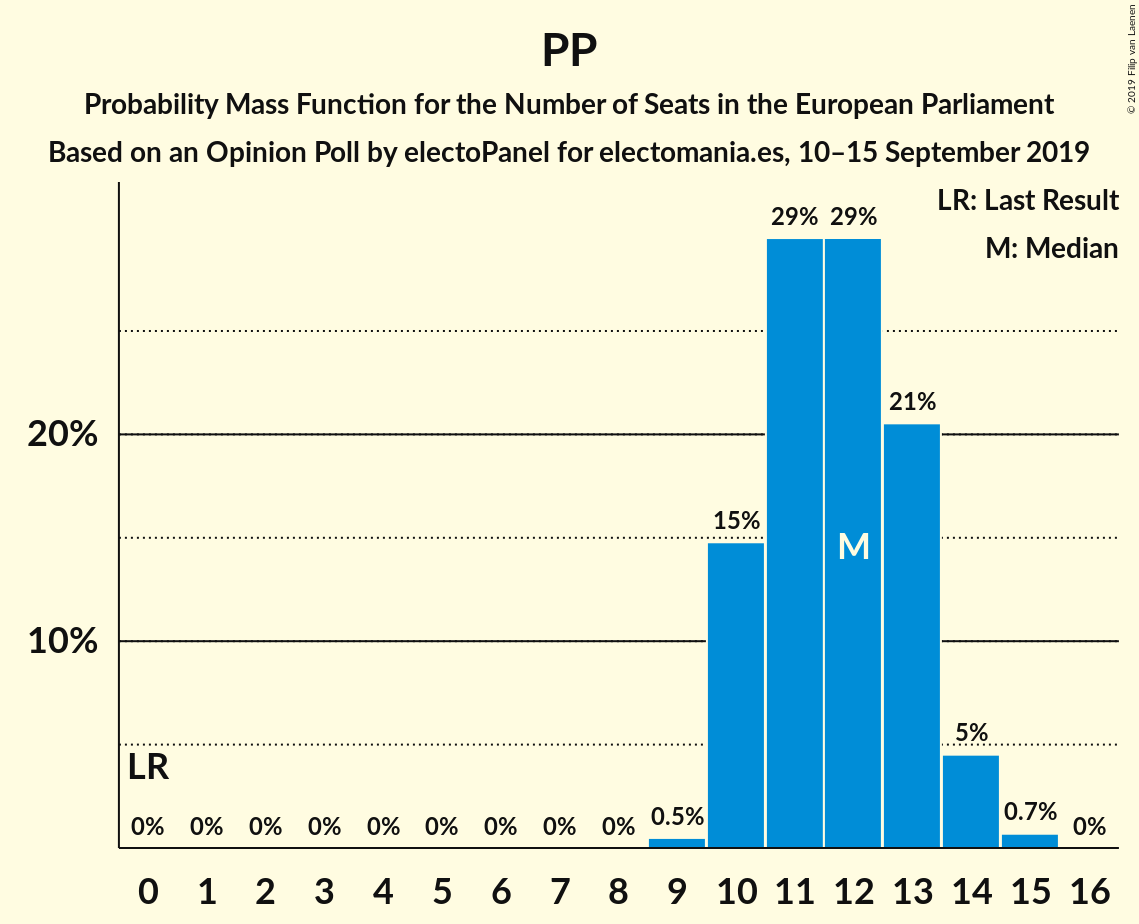 PP
Probability Mass Function for the Number of Seats in the European Parliament
Based on an Opinion Poll by electoPanel for electomania.es, 10–15 September 2019
© 2019 Filip van Laenen
LR: Last Result
M: Median
29% 29%
21%
20%
15%
M
10%
5%
LR
0% 0% 0% 0% 0% 0% 0% 0% 0% 0.5% 0.7% 0%
0 1 2 3 4 5 6 7 8 9 10 11 12 13 14 15 16